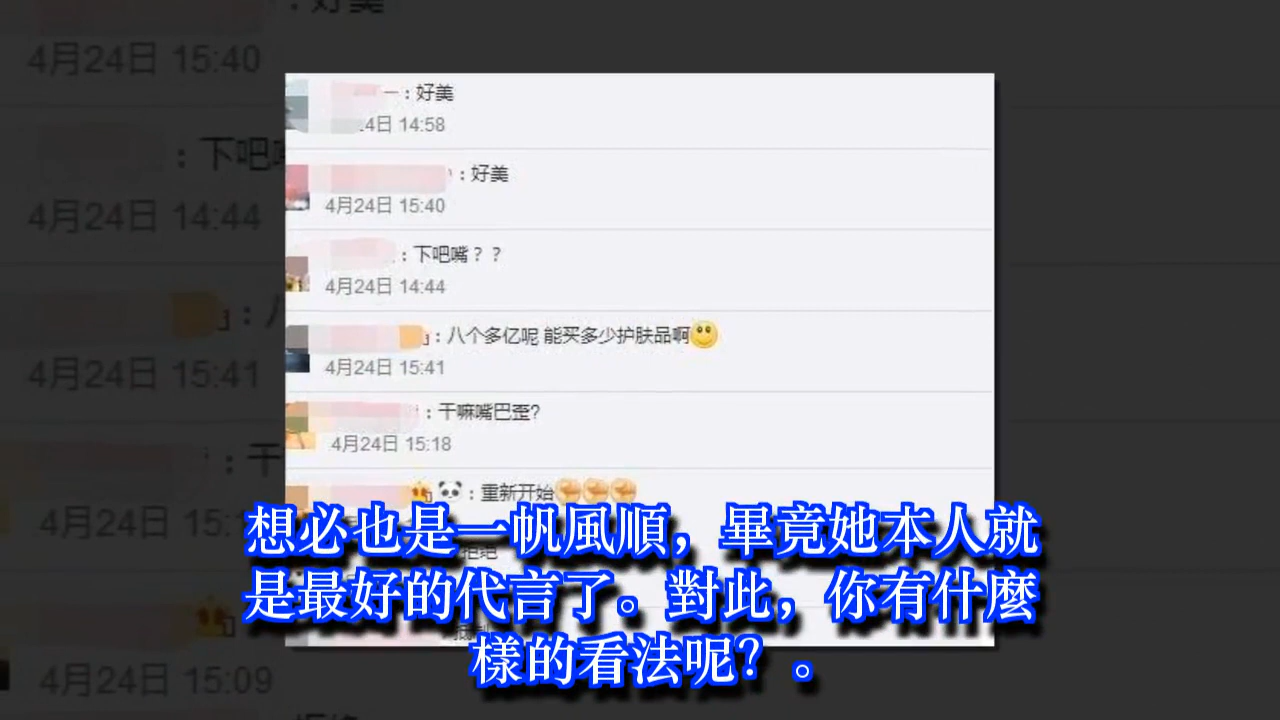 一：好美
4日 14:58
：好美
4月24日 15:40
：下吧嘴？？
4月24日 14:44
：八个多亿呢 能买多少护肤品啊
4月24日 15:41
：干嘛嘴巴歪?
4月24日 15:18
：重新开始
想必也是一帆風順，畢竟她本人就
是最好的代言了。對此，你有什麼
樣的看法呢？。
4月24日 15:40
：下吧
4月24日 14:44
：八
4月24日 15:41
：干
4月24日 15:
4月24日 15:09